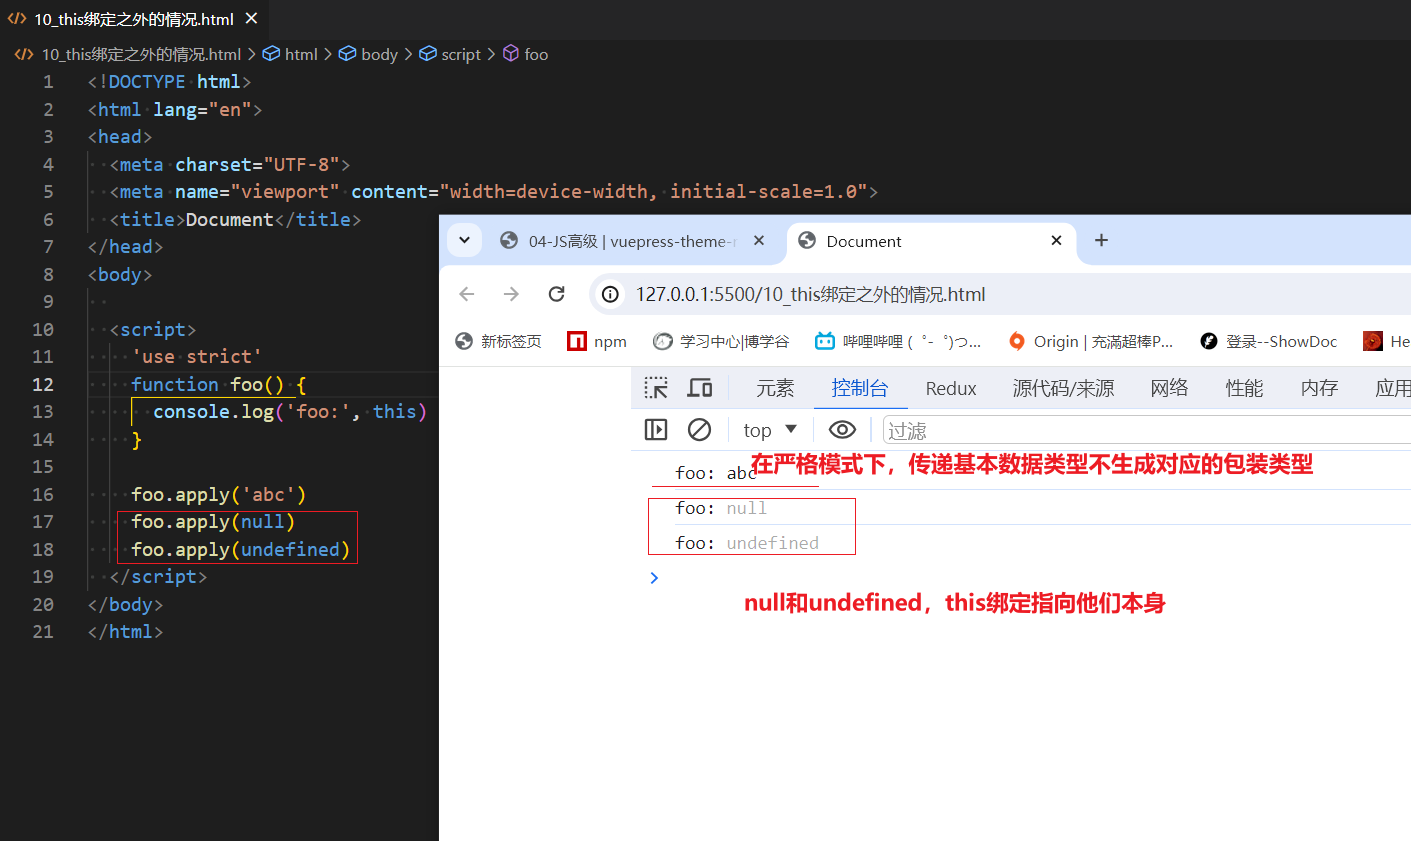 10_this绑定之外的情况.html
10_this绑定之外的情况.html > html > body > script > foo
1 <!DOCTYPE html>
2 <html lang="en">
3 <head>
4 <meta charset="UTF-8">
5 <meta name="viewport" content="width=device-width, initial-scale=1.0">
6 <title>Document</title>
7 </head>
8 <body>
9
10 <script>
11 'use strict'
12 function foo() {
13 console.log('foo:', this)
14 }
15
16 foo.apply('abc')
17 foo.apply(null)
18 foo.apply(undefined)
19 </script>
20 </body>
21 </html>
04-JS高级 | vuepress-theme-r
Document
127.0.0.1:5500/10_this绑定之外的情况.html
新标签页 npm 学习中心|博学谷 哔哩哔哩 (゜-゜)つ... Origin | 充满超棒P... 登录--ShowDoc He
元素 控制台 Redux 源代码/来源 网络 性能 内存 应用
top 过滤
foo: abc
在严格模式下，传递基本数据类型不生成对应的包装类型
foo: null
foo: undefined
null和undefined，this绑定指向他们本身